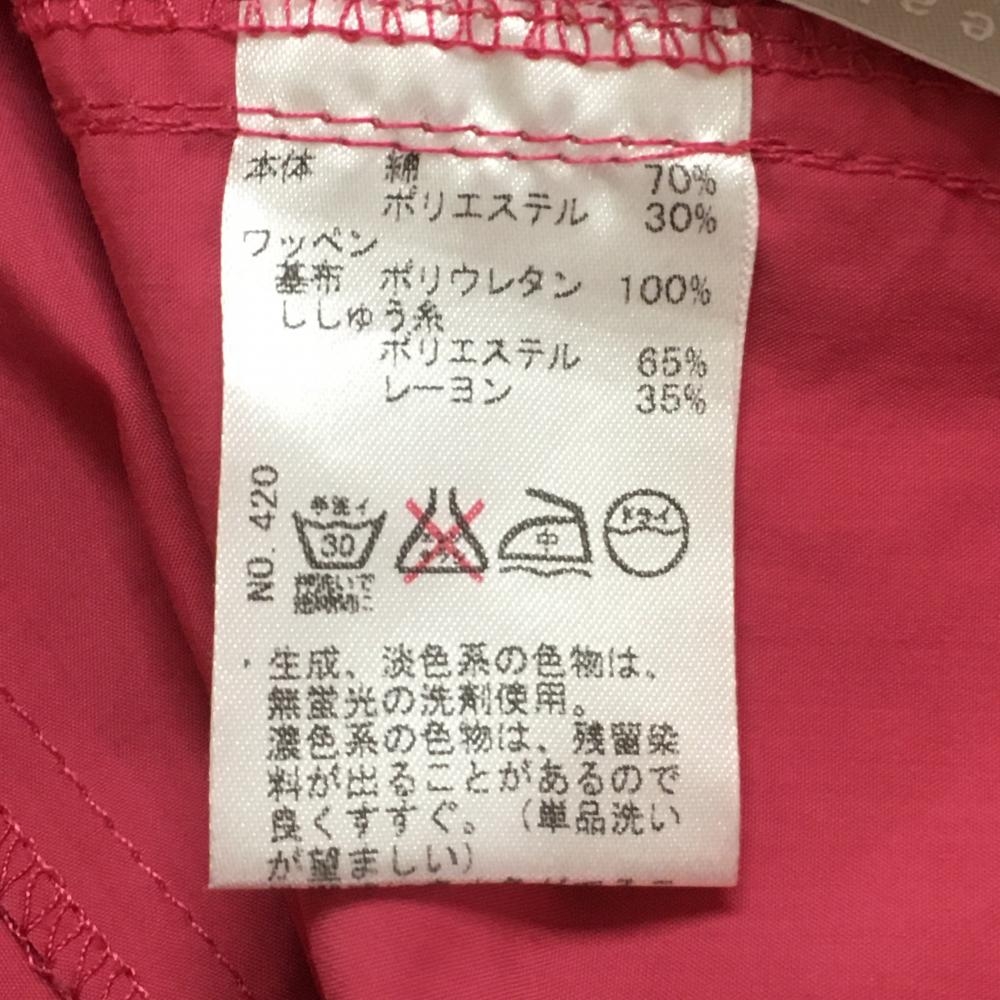 本体 綿 70%
ポリエステル 30%
ワッペン
基布 ポリウレタン 100%
ししゅう糸
ポリエステル 65%
レーヨン 35%
NO. 420
手洗イ
30
中
ドライ
・生成、淡色系の色物は、
無蛍光の洗剤使用。
濃色系の色物は、残留染
料が出ることがあるので
良くすすぐ。（単品洗い
が望ましい）